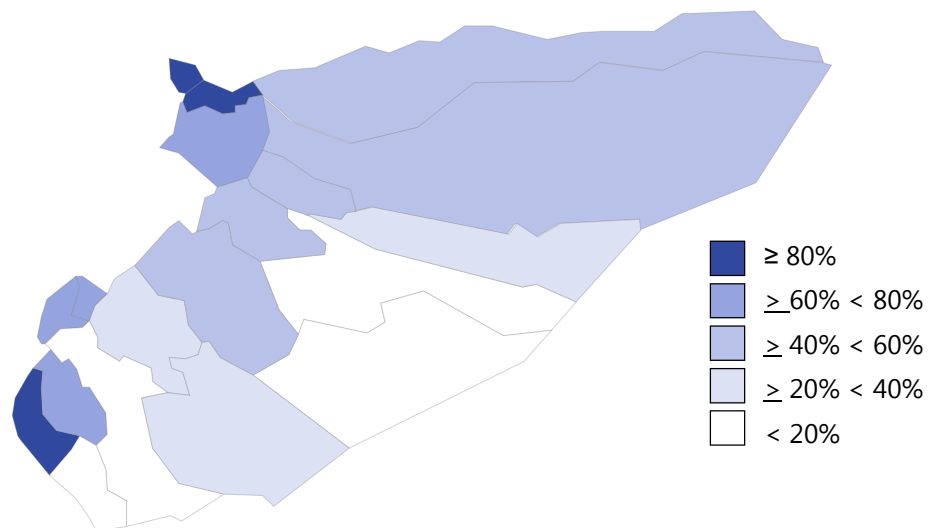 ≥ 80%
≥ 60% < 80%
≥ 40% < 60%
≥ 20% < 40%
< 20%